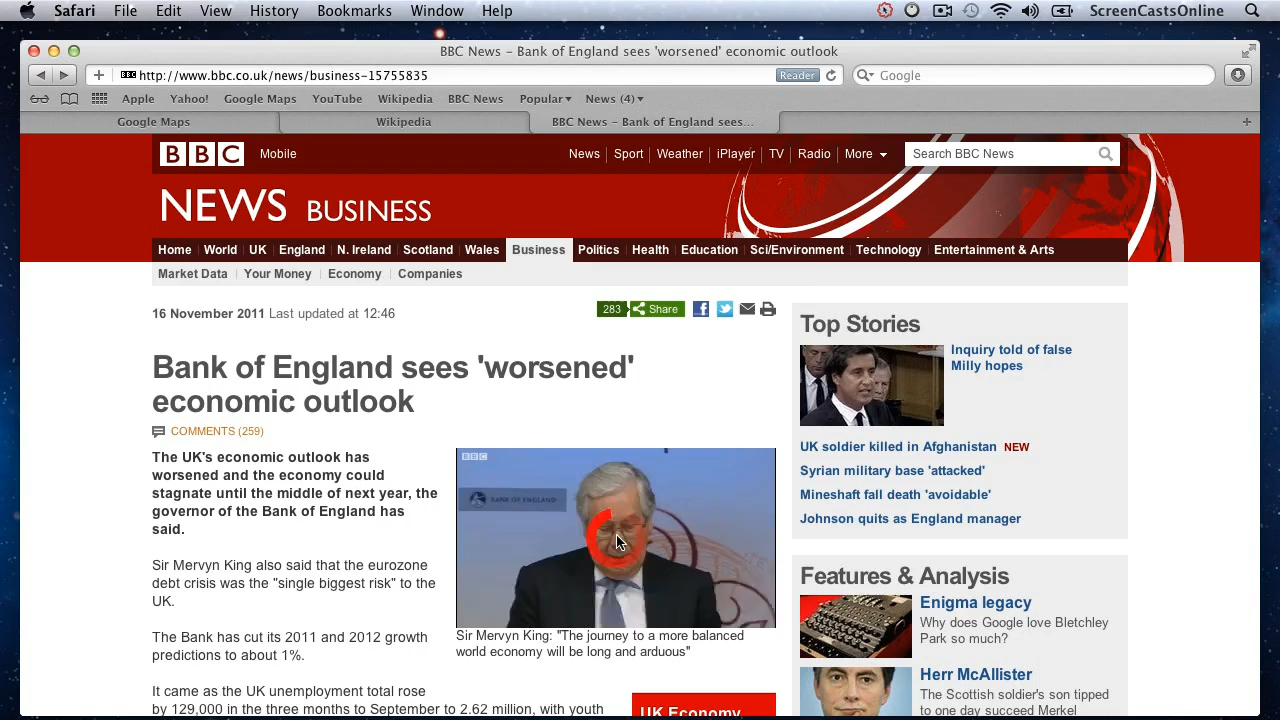 Safari File Edit View History Bookmarks Window Help ScreenCastsOnline
BBC News – Bank of England sees 'worsened' economic outlook
http://www.bbc.co.uk/news/business-15755835 Reader Google
Apple Yahoo! Google Maps YouTube Wikipedia BBC News Popular News (4)
Google Maps Wikipedia BBC News – Bank of England sees...
BBC Mobile News Sport Weather iPlayer TV Radio More Search BBC News
NEWS BUSINESS
Home World UK England N. Ireland Scotland Wales Business Politics Health Education Sci/Environment Technology Entertainment & Arts
Market Data Your Money Economy Companies
16 November 2011 Last updated at 12:46
283 Share
Bank of England sees 'worsened'
economic outlook
COMMENTS (259)
The UK's economic outlook has
worsened and the economy could
stagnate until the middle of next year, the
governor of the Bank of England has
said.
Sir Mervyn King also said that the eurozone
debt crisis was the "single biggest risk" to the
UK.
The Bank has cut its 2011 and 2012 growth
predictions to about 1%.
It came as the UK unemployment total rose
by 129,000 in the three months to September to 2.62 million, with youth
BBC
BANK OF ENGLAND
Sir Mervyn King: "The journey to a more balanced
world economy will be long and arduous"
UK Economy
Top Stories
Inquiry told of false
Milly hopes
UK soldier killed in Afghanistan NEW
Syrian military base 'attacked'
Mineshaft fall death 'avoidable'
Johnson quits as England manager
Features & Analysis
Enigma legacy
Why does Google love Bletchley
Park so much?
Herr McAllister
The Scottish soldier's son tipped
to one day succeed Merkel